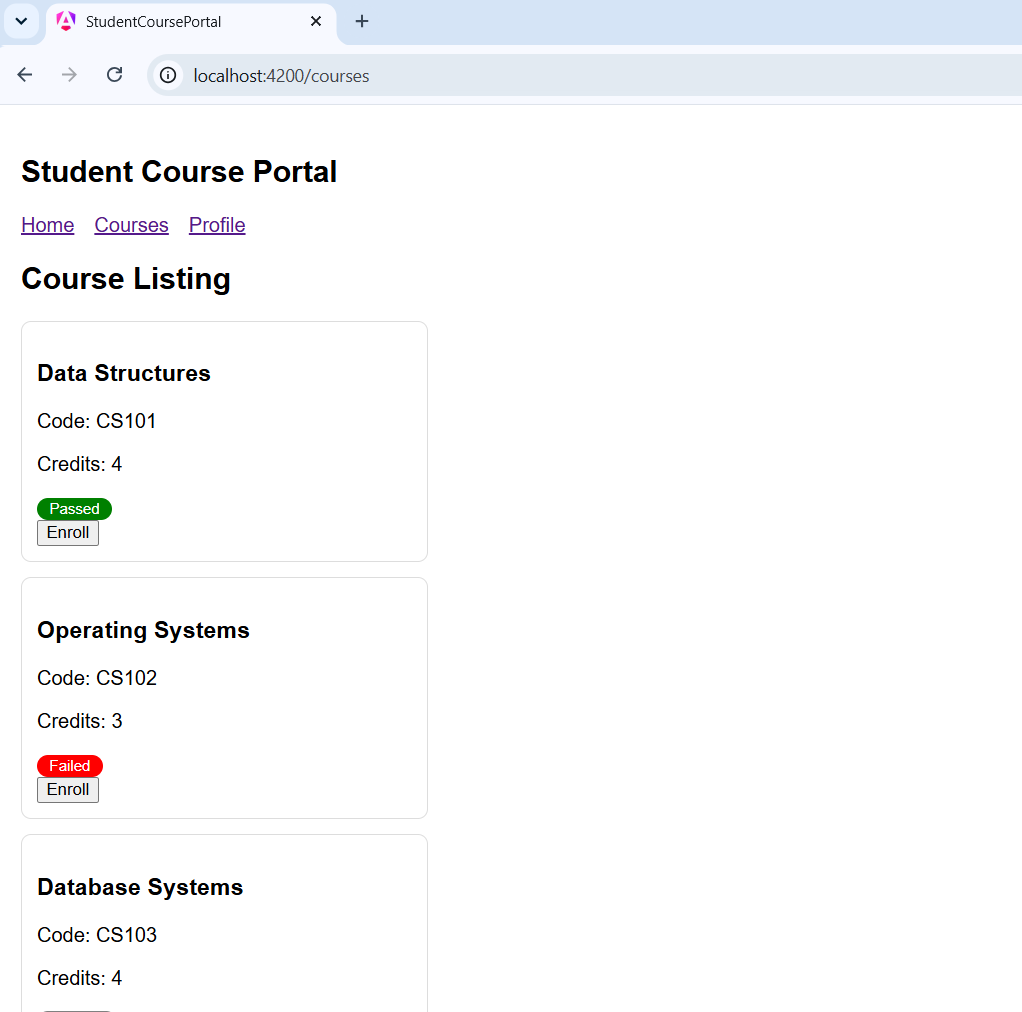 StudentCoursePortal
localhost:4200/courses
Student Course Portal
Home Courses Profile
Course Listing
Data Structures
Code: CS101
Credits: 4
Passed
Enroll
Operating Systems
Code: CS102
Credits: 3
Failed
Enroll
Database Systems
Code: CS103
Credits: 4